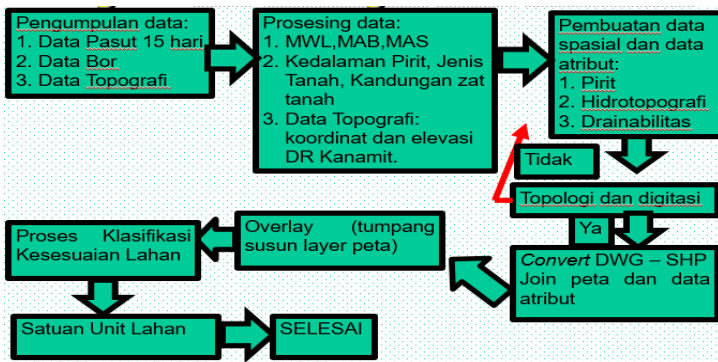 Pengumpulan data:
1. Data Pasut 15 hari
2. Data Bor
3. Data Topografi
Prosesing data:
1. MWL,MAB,MAS
2. Kedalaman Pirit, Jenis
Tanah, Kandungan zat
tanah
3. Data Topografi:
koordinat dan elevasi
DR Kanamit.
Pembuatan data
spasial dan data
atribut:
1. Pirit
2. Hidrotopografi
3. Drainabilitas
Tidak
Topologi dan digitasi
Ya
Convert DWG – SHP
Join peta dan data
atribut
Overlay (tumpang
susun layer peta)
Proses Klasifikasi
Kesesuaian Lahan
Satuan Unit Lahan
SELESAI